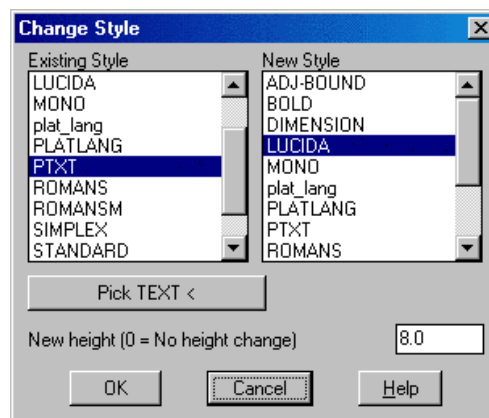 Change Style
Existing Style
LUCIDA
MONO
plat_lang
PLATLANG
PTXT
ROMANS
ROMANSM
SIMPLEX
STANDARD
New Style
ADJ-BOUND
BOLD
DIMENSION
LUCIDA
MONO
plat_lang
PLATLANG
PTXT
ROMANS
Pick TEXT <
New height (0 = No height change)
8.0
OK
Cancel
Help